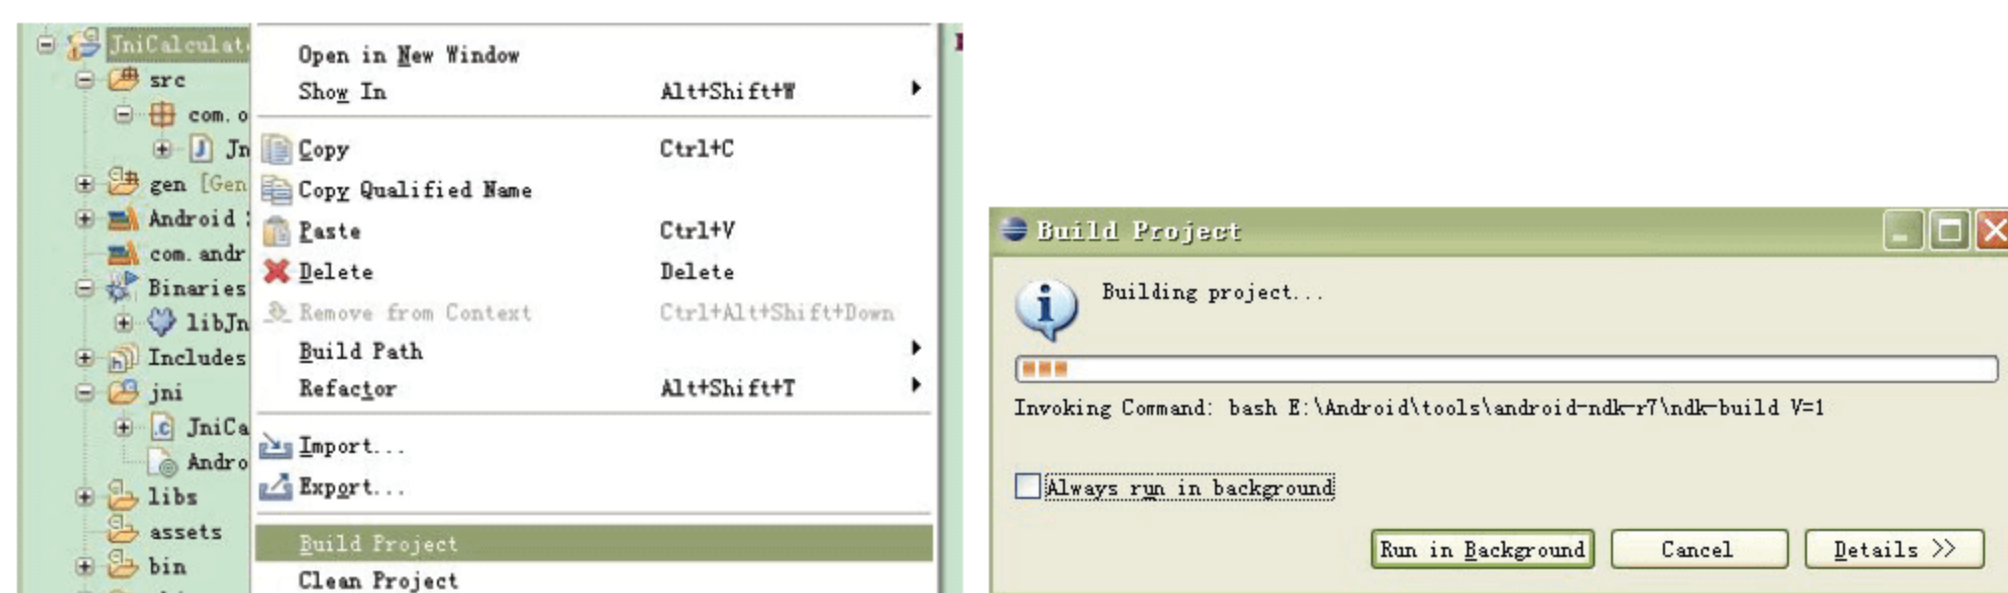 JniCalculat
src
com.o
Jn
gen [Gen
Android
com.andr
Binaries
libJn
Includes
jni
JniCa
Andro
libs
assets
bin
Open in New Window
Show In Alt+Shift+W
Copy Ctrl+C
Copy Qualified Name
Paste Ctrl+V
Delete Delete
Remove from Context Ctrl+Alt+Shift+Down
Build Path
Refactor Alt+Shift+T
Import...
Export...
Build Project
Clean Project
Build Project
Building project...
Invoking Command: bash E:\Android\tools\android-ndk-r7\ndk-build V=1
Always run in background
Run in Background Cancel Details >>